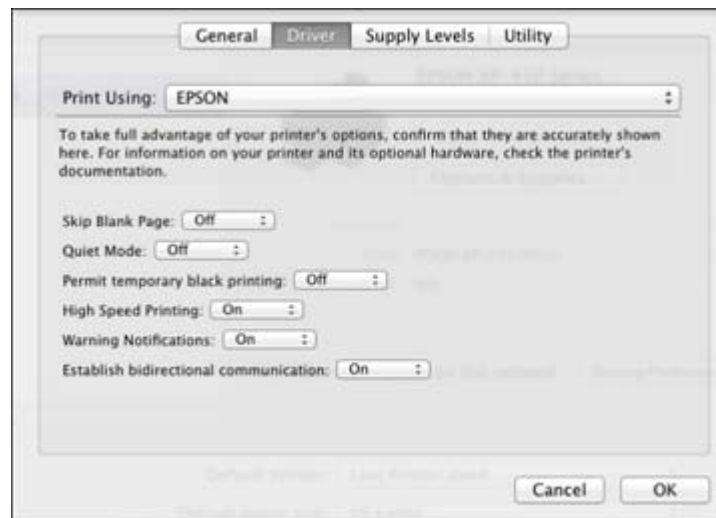 General Driver Supply Levels Utility
Print Using: EPSON
To take full advantage of your printer's options, confirm that they are accurately shown
here. For information on your printer and its optional hardware, check the printer's
documentation.
Skip Blank Page: Off
Quiet Mode: Off
Permit temporary black printing: Off
High Speed Printing: On
Warning Notifications: On
Establish bidirectional communication: On
Cancel OK